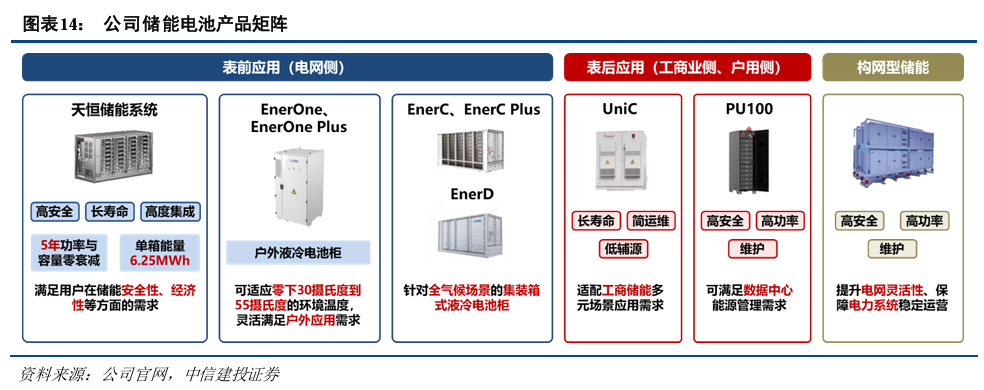 图表14： 公司储能电池产品矩阵
表前应用（电网侧）
天恒储能系统
高安全
长寿命
高度集成
5年功率与
容量零衰减
单箱能量
6.25MWh
满足用户在储能安全性、经济
性等方面的需求
EnerOne、
EnerOne Plus
户外液冷电池柜
可适应零下30摄氏度到
55摄氏度的环境温度，
灵活满足户外应用需求
EnerC、EnerC Plus
EnerD
针对全气候场景的集装箱
式液冷电池柜
表后应用（工商业侧、户用侧）
UniC
长寿命
简运维
低辅源
适配工商储能多
元场景应用需求
PU100
高安全
高功率
维护
可满足数据中心
能源管理需求
构网型储能
高安全
高功率
维护
提升电网灵活性、保
障电力系统稳定运营
资料来源：公司官网，中信建投证券